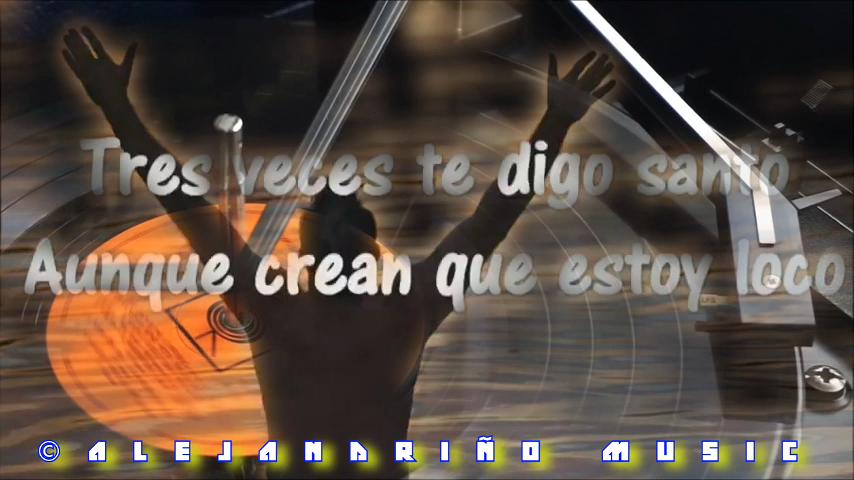 Tres veces te digo santo
Aunque crean que estoy loco
© ALEJANDRIÑO MUSIC